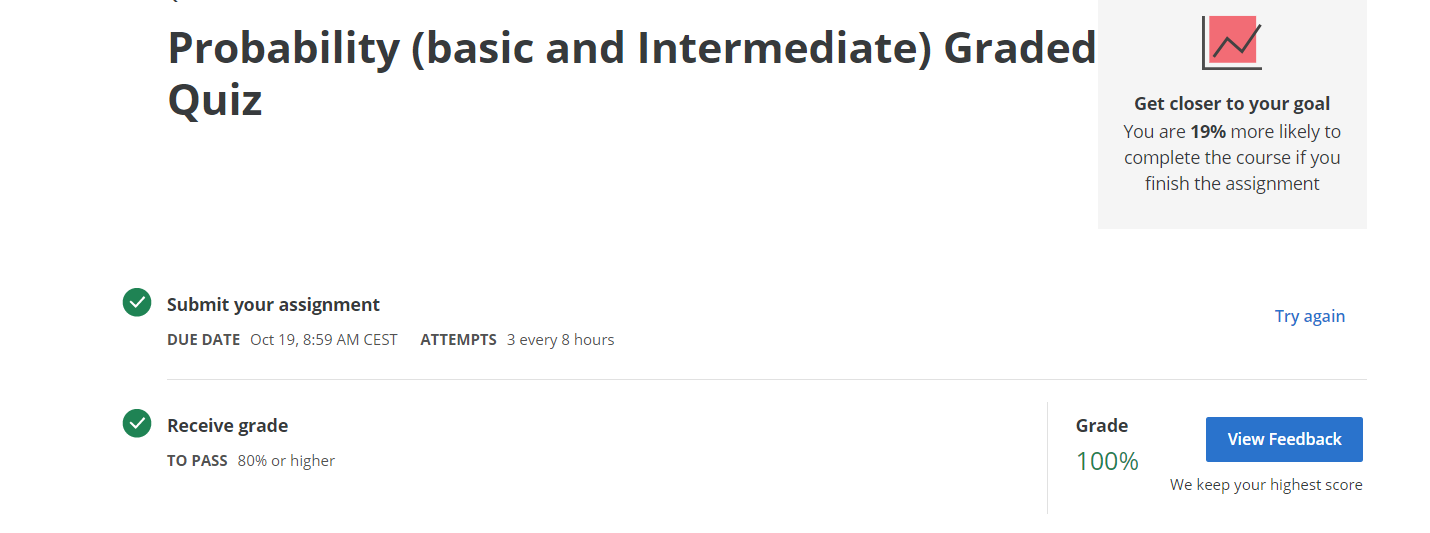 Probability (basic and Intermediate) Graded
Quiz
Get closer to your goal
You are 19% more likely to
complete the course if you
finish the assignment
Submit your assignment
DUE DATE Oct 19, 8:59 AM CEST ATTEMPTS 3 every 8 hours
Try again
Receive grade
TO PASS 80% or higher
Grade
100%
View Feedback
We keep your highest score